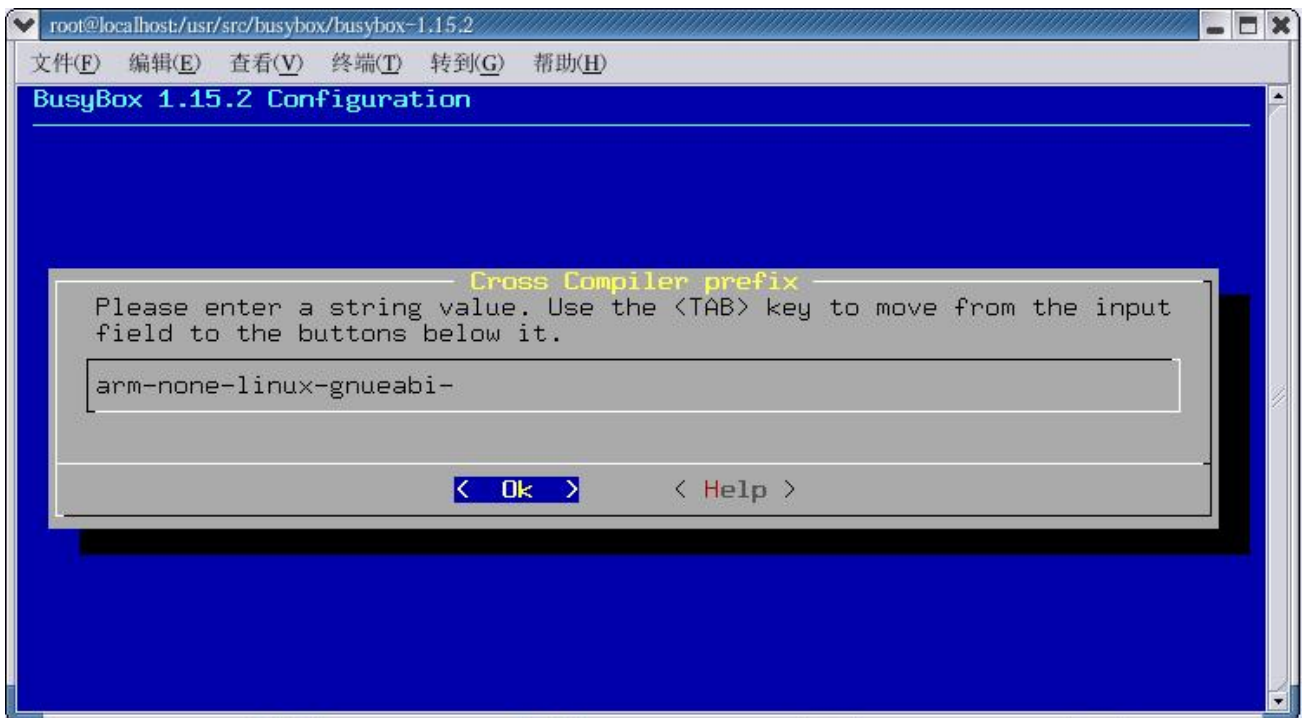 root@localhost:/usr/src/busybox/busybox-1.15.2
文件(F) 编辑(E) 查看(V) 终端(T) 转到(G) 帮助(H)
BusyBox 1.15.2 Configuration
Cross Compiler prefix
Please enter a string value. Use the <TAB> key to move from the input
field to the buttons below it.
arm-none-linux-gnueabi-
< Ok > < Help >